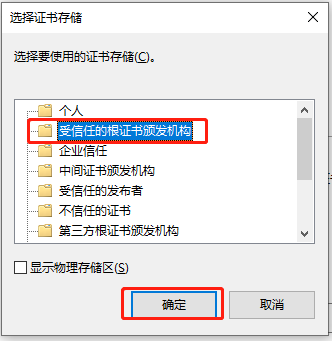 选择证书存储
选择要使用的证书存储(C)。
个人
受信任的根证书颁发机构
企业信任
中间证书颁发机构
受信任的发布者
不信任的证书
第三方根证书颁发机构
显示物理存储区(S)
确定
取消